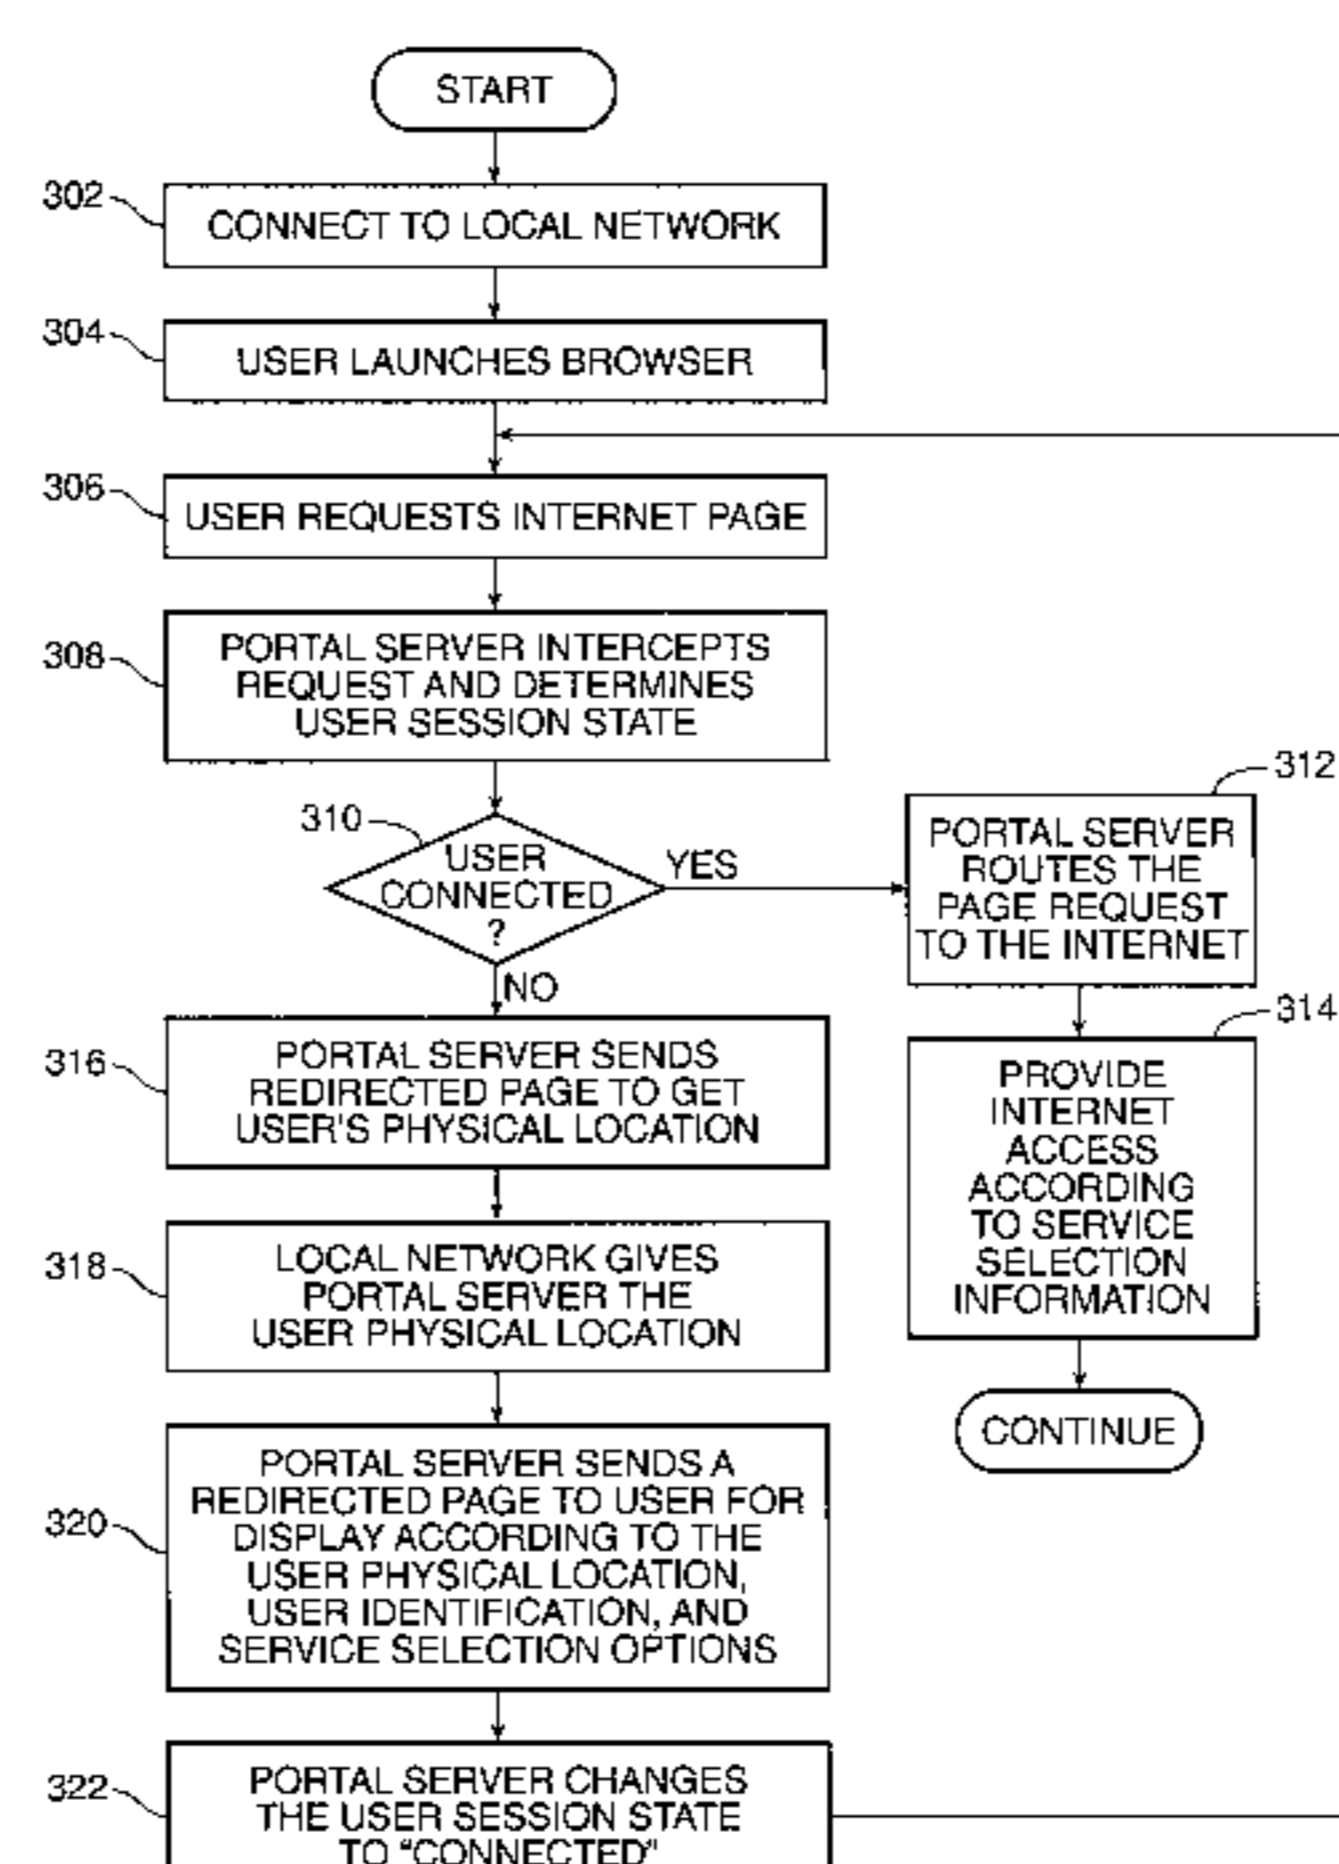 START
302
CONNECT TO LOCAL NETWORK
304
USER LAUNCHES BROWSER
306
USER REQUESTS INTERNET PAGE
308
PORTAL SERVER INTERCEPTS
REQUEST AND DETERMINES
USER SESSION STATE
310
USER
CONNECTED
?
YES
NO
312
PORTAL SERVER
ROUTES THE
PAGE REQUEST
TO THE INTERNET
314
PROVIDE
INTERNET
ACCESS
ACCORDING
TO SERVICE
SELECTION
INFORMATION
CONTINUE
316
PORTAL SERVER SENDS
REDIRECTED PAGE TO GET
USER'S PHYSICAL LOCATION
318
LOCAL NETWORK GIVES
PORTAL SERVER THE
USER PHYSICAL LOCATION
320
PORTAL SERVER SENDS A
REDIRECTED PAGE TO USER FOR
DISPLAY ACCORDING TO THE
USER PHYSICAL LOCATION,
USER IDENTIFICATION, AND
SERVICE SELECTION OPTIONS
322
PORTAL SERVER CHANGES
THE USER SESSION STATE
TO "CONNECTED"